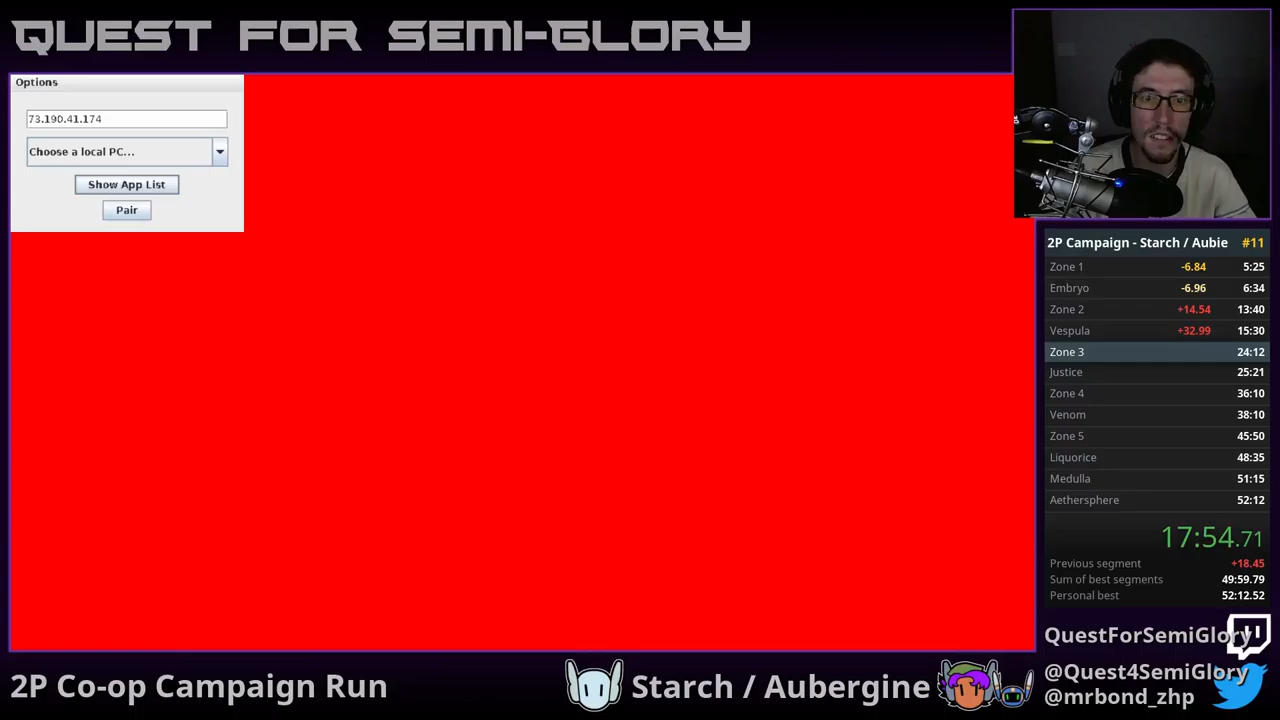 QUEST FOR SEMI-GLORY
Options
73.190.41.174
Choose a local PC...
Show App List
Pair
2P Campaign - Starch / Aubie #11
Zone 1 -6.84 5:25
Embryo -6.96 6:34
Zone 2 +14.54 13:40
Vespula +32.99 15:30
Zone 3 24:12
Justice 25:21
Zone 4 36:10
Venom 38:10
Zone 5 45:50
Liquorice 48:35
Medulla 51:15
Aethersphere 52:12
17:54.71
Previous segment +18.45
Sum of best segments 49:59.79
Personal best 52:12.52
QuestForSemiGlory
@Quest4SemiGlory
@mrbond_zhp
2P Co-op Campaign Run
Starch / Aubergine